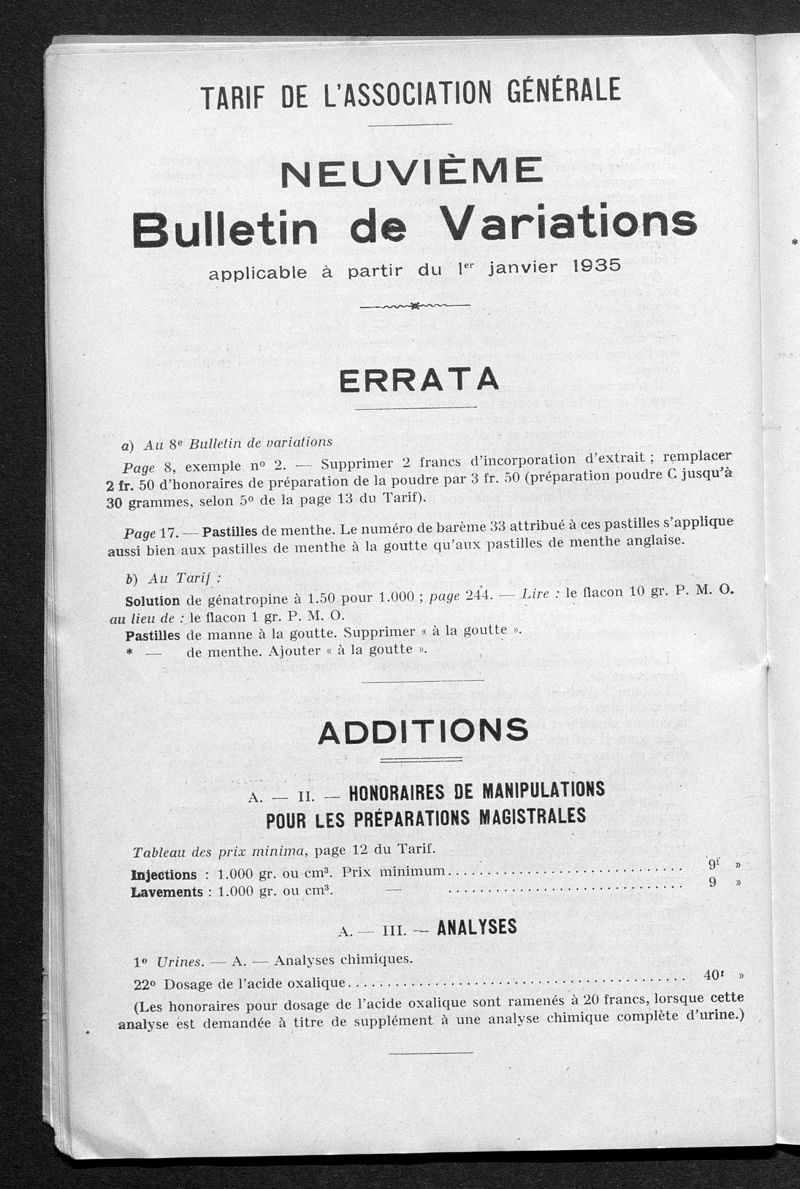 TARIF DE L'ASSOCIATION GÉNÉRALE
NEUVIÈME
Bulletin de Variations
applicable à partir du 1er janvier 1935
ERRATA
a) Au 8e Bulletin de variations
Page 8, exemple no 2. — Supprimer 2 francs d'incorporation d'extrait ; remplacer
2 fr. 50 d'honoraires de préparation de la poudre par 3 fr. 50 (préparation poudre C jusqu'à
30 grammes, selon 5o de la page 13 du Tarif).
Page 17. — Pastilles de menthe. Le numéro de barème 33 attribué à ces pastilles s'applique
aussi bien aux pastilles de menthe à la goutte qu'aux pastilles de menthe anglaise.
b) Au Tarif :
Solution de génatropine à 1.50 pour 1.000 ; page 244. — Lire : le flacon 10 gr. P. M. O.
au lieu de : le flacon 1 gr. P. M. O.
Pastilles de manne à la goutte. Supprimer « à la goutte ».
* — de menthe. Ajouter « à la goutte ».
ADDITIONS
A. — II. — HONORAIRES DE MANIPULATIONS
POUR LES PRÉPARATIONS MAGISTRALES
Tableau des prix minima, page 12 du Tarif.
Injections : 1.000 gr. ou cm³. Prix minimum.............................. 9f »
Lavements : 1.000 gr. ou cm³. — .............................. 9 »
A. — III. — ANALYSES
1o Urines. — A. — Analyses chimiques.
22o Dosage de l'acide oxalique.......................................... 40f »
(Les honoraires pour dosage de l'acide oxalique sont ramenés à 20 francs, lorsque cette
analyse est demandée à titre de supplément à une analyse chimique complète d'urine.)
*